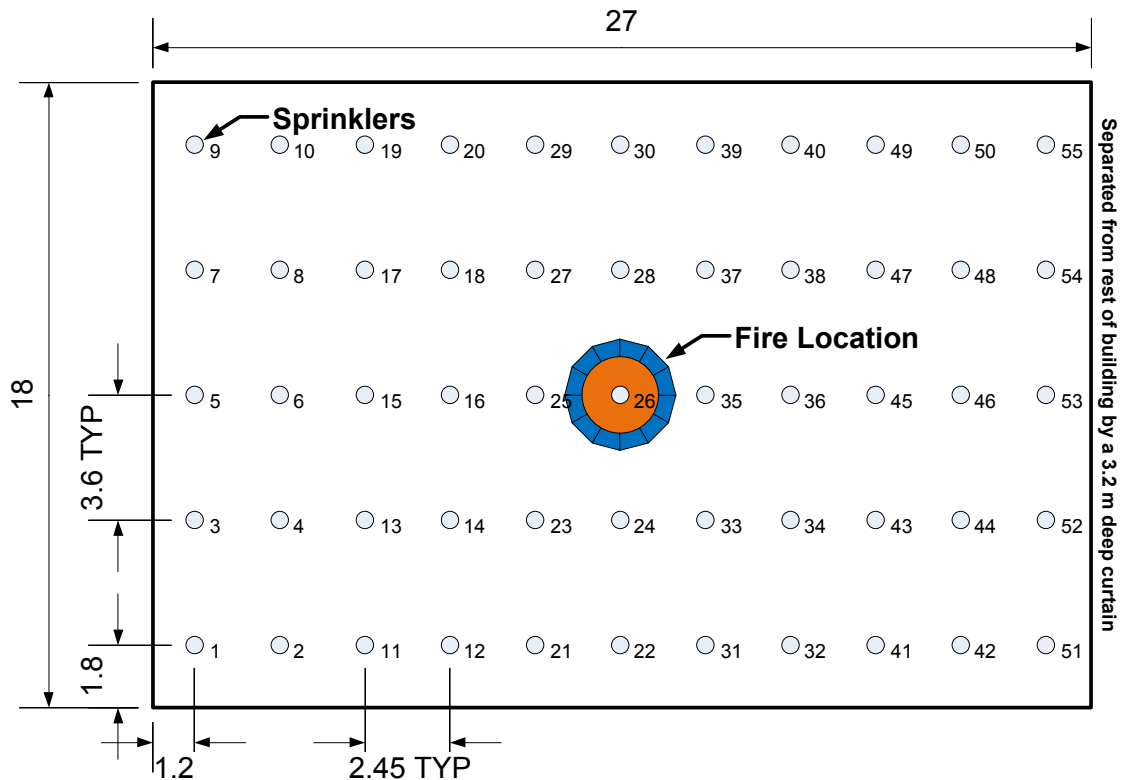 27
Sprinklers
9 10 19 20 29 30 39 40 49 50 55
7 8 17 18 27 28 37 38 47 48 54
Fire Location
18
5 6 15 16 25 26 35 36 45 46 53
3.6 TYP
3 4 13 14 23 24 33 34 43 44 52
1 2 11 12 21 22 31 32 41 42 51
1.8
1.2
2.45 TYP
Separated from rest of building by a 3.2 m deep curtain